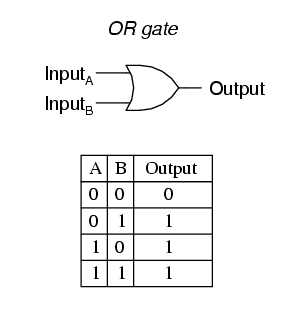 OR gate
InputA
InputB
Output
A B Output
0 0 0
0 1 1
1 0 1
1 1 1